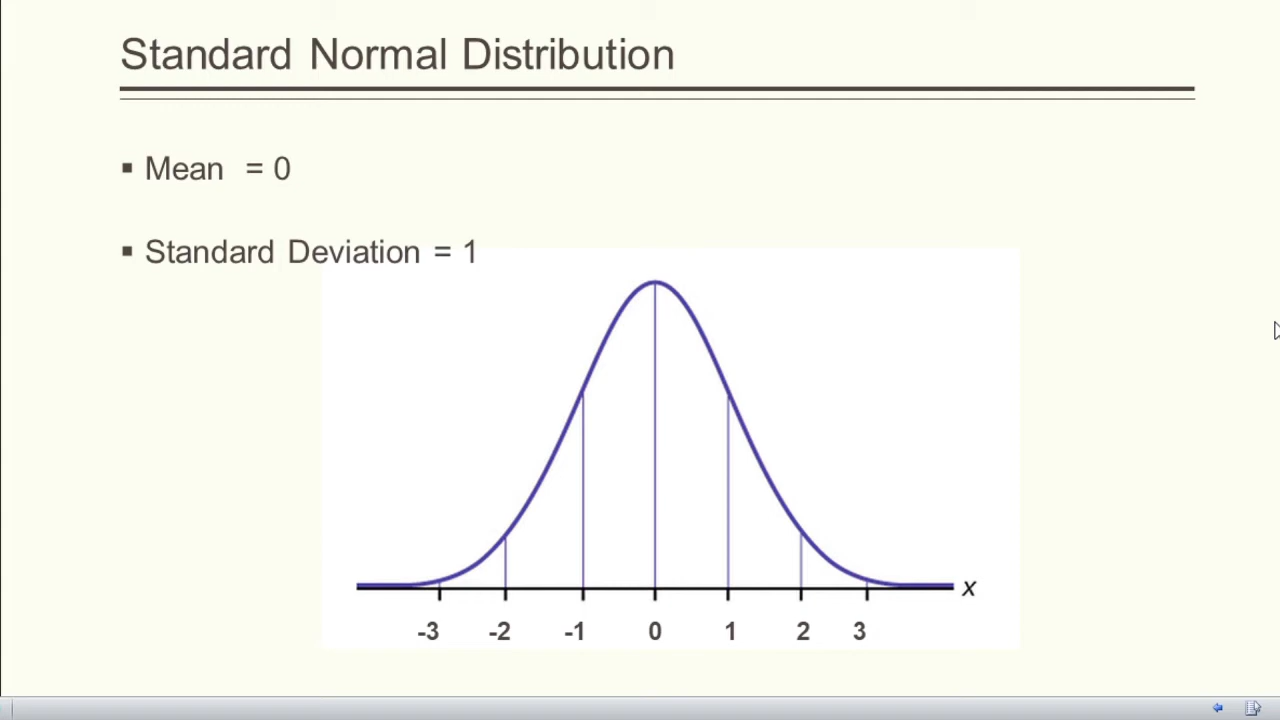 Standard Normal Distribution
▪ Mean = 0
▪ Standard Deviation = 1
x
-3 -2 -1 0 1 2 3